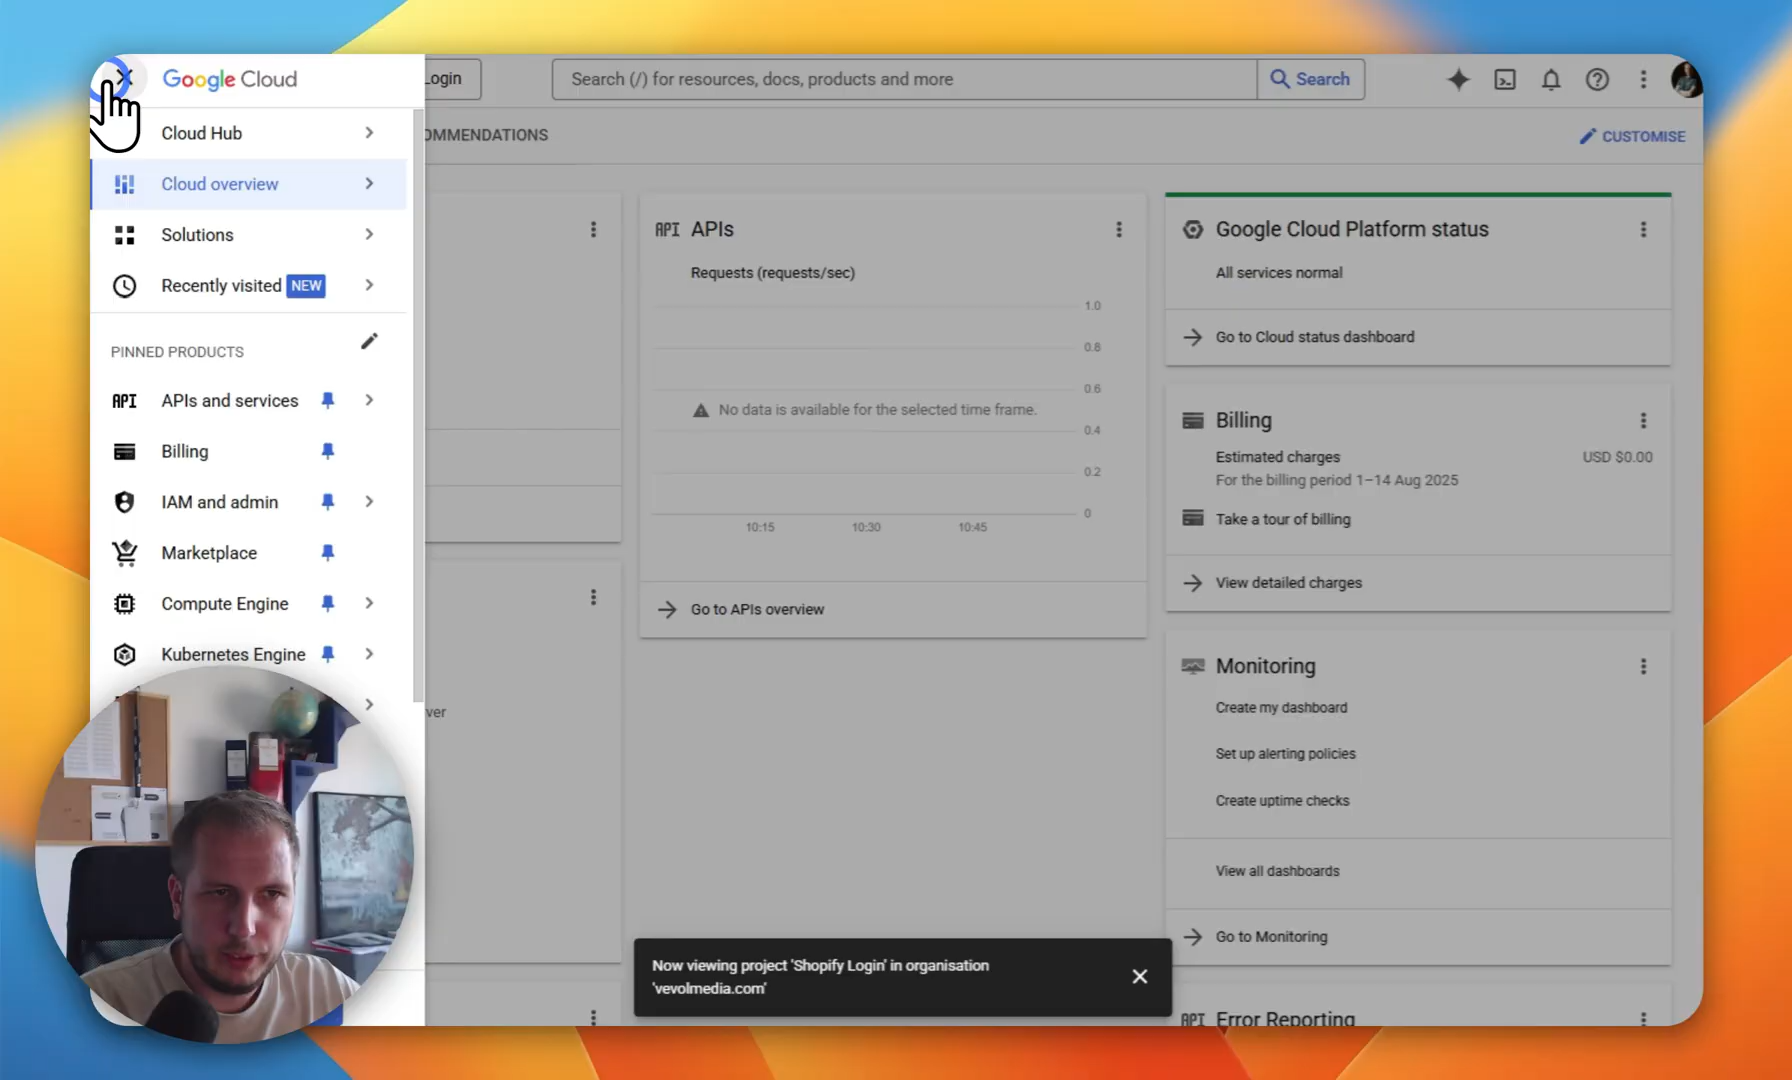 Google Cloud
Login
Search (/) for resources, docs, products and more
Search
Cloud Hub
OMMENDATIONS
CUSTOMISE
Cloud overview
Solutions
Recently visited NEW
PINNED PRODUCTS
API APIs and services
Billing
IAM and admin
Marketplace
Compute Engine
Kubernetes Engine
ver
API APIs
Requests (requests/sec)
1.0
0.8
0.6
No data is available for the selected time frame.
0.4
0.2
0
10:15 10:30 10:45
Go to APIs overview
Google Cloud Platform status
All services normal
Go to Cloud status dashboard
Billing
Estimated charges USD $0.00
For the billing period 1–14 Aug 2025
Take a tour of billing
View detailed charges
Monitoring
Create my dashboard
Set up alerting policies
Create uptime checks
View all dashboards
Go to Monitoring
API Error Reporting
Now viewing project 'Shopify Login' in organisation
'vevolmedia.com'